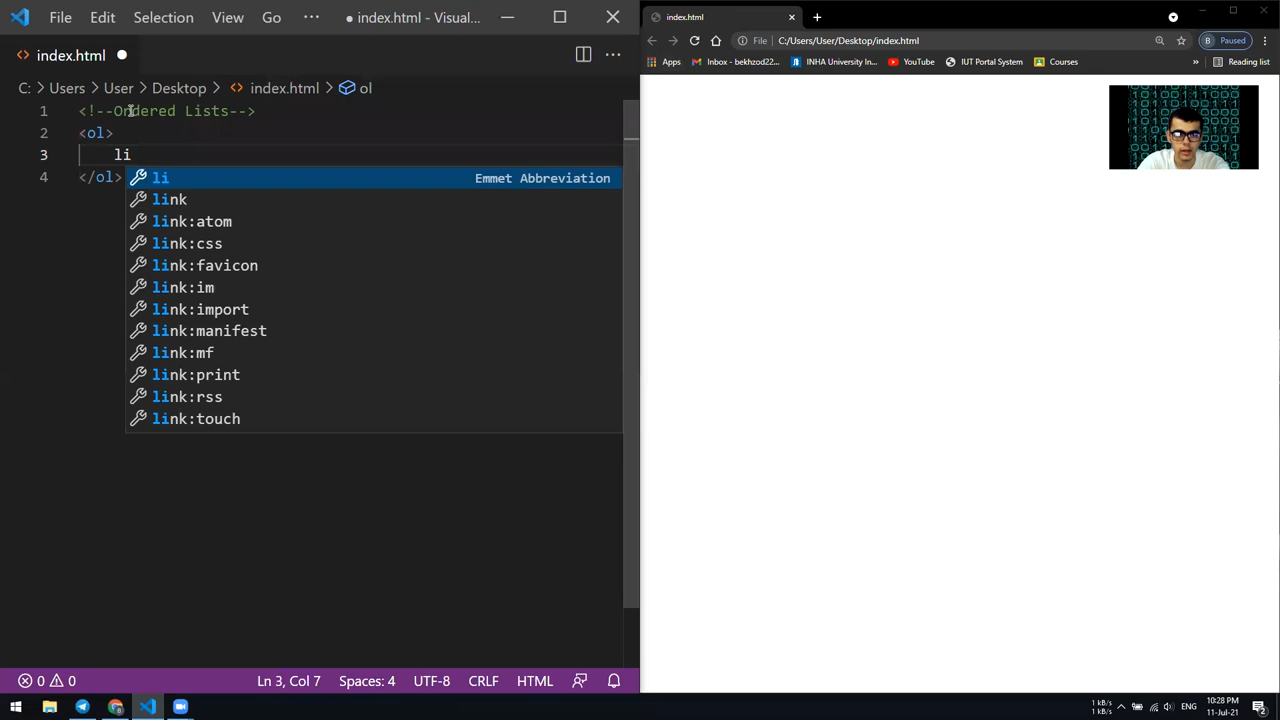 File Edit Selection View Go ··· ● index.html - Visual...
index.html
C: > Users > User > Desktop > index.html > ol
1 <!--Ordered Lists-->
2 <ol>
3 li
4 </ol>
li Emmet Abbreviation
link
link:atom
link:css
link:favicon
link:im
link:import
link:manifest
link:mf
link:print
link:rss
link:touch
0 0 Ln 3, Col 7 Spaces: 4 UTF-8 CRLF HTML
index.html
File C:/Users/User/Desktop/index.html B Paused
Apps Inbox - bekhzod22... INHA University In... YouTube IUT Portal System Courses » Reading list
1 kB/s
1 kB/s
ENG
10:28 PM
11-Jul-21
2